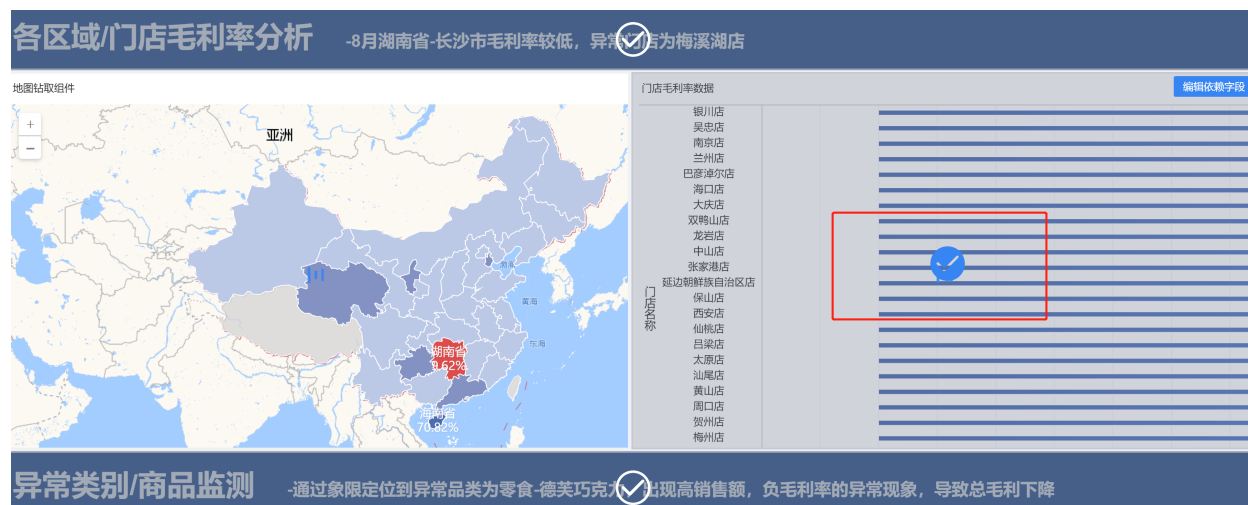 各区域/门店毛利率分析
-8月湖南省-长沙市毛利率较低，异常门店为梅溪湖店
地图钻取组件
+
−
亚洲
渤海
黄海
东海
湖南省
9.62%
海南省
70.82%
门店毛利率数据
编辑依赖字段
门店名称
银川店
吴忠店
南京店
兰州店
巴彦淖尔店
海口店
大庆店
双鸭山店
龙岩店
中山店
张家港店
延边朝鲜族自治区店
保山店
西安店
仙桃店
吕梁店
太原店
汕尾店
黄山店
周口店
贺州店
梅州店
异常类别/商品监测
-通过象限定位到异常品类为零食-德芙巧克力，出现高销售额，负毛利率的异常现象，导致总毛利下降